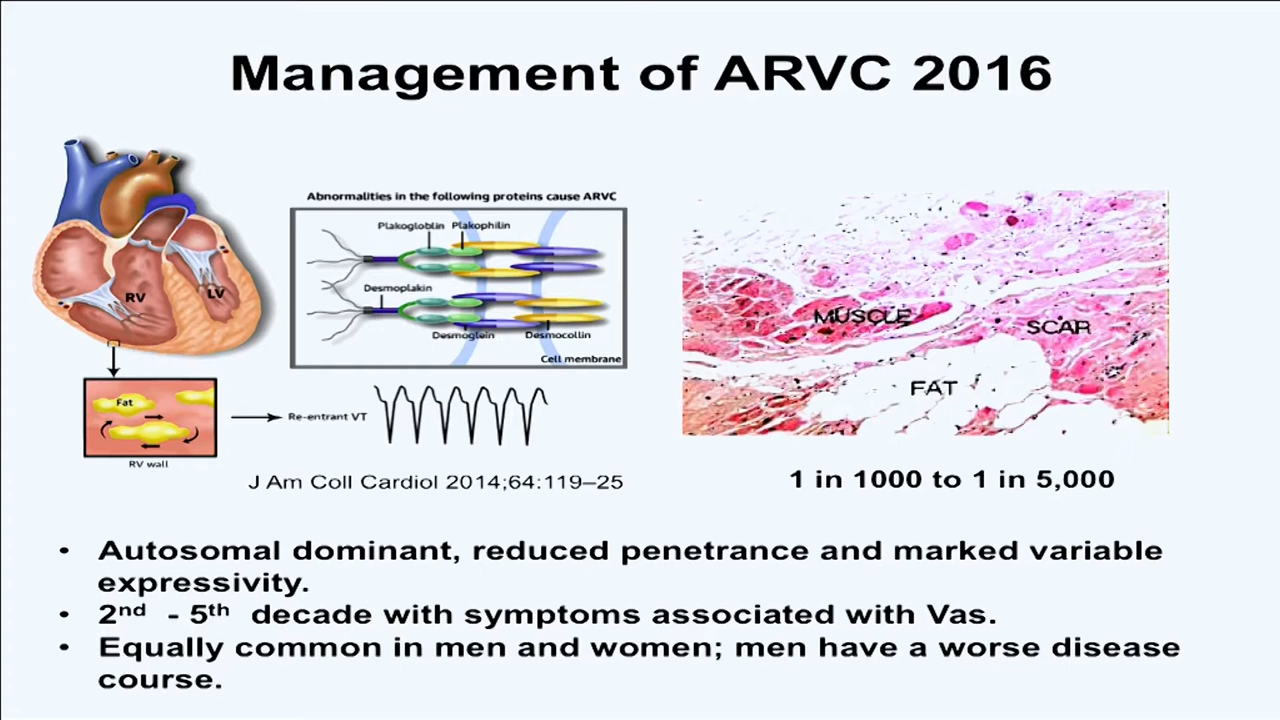 Management of ARVC 2016
Abnormalities in the following proteins cause ARVC
Plakogloblin Plakophilin
Desmoplakin
Desmoglein Desmocollin
Cell membrane
RV
LV
Fat
RV wall
Re-entrant VT
J Am Coll Cardiol 2014;64:119–25
MUSCLE
SCAR
FAT
1 in 1000 to 1 in 5,000
• Autosomal dominant, reduced penetrance and marked variable
expressivity.
• 2nd - 5th decade with symptoms associated with Vas.
• Equally common in men and women; men have a worse disease
course.